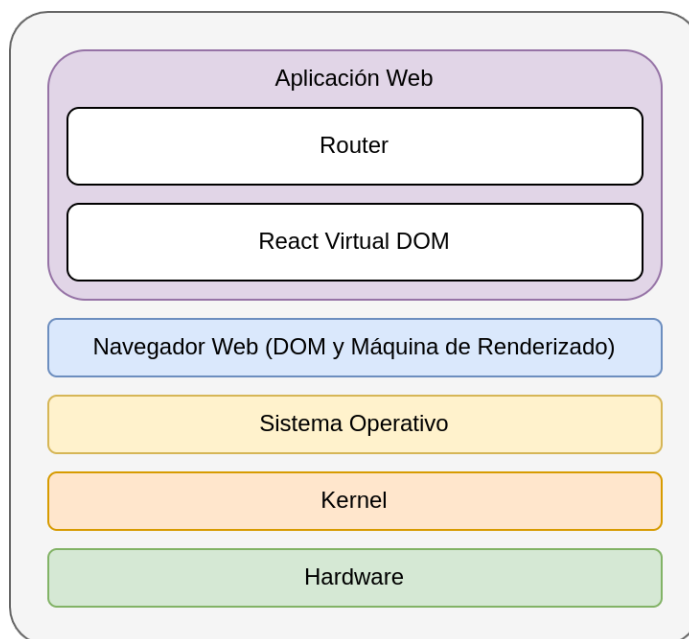 Aplicación Web
Router
React Virtual DOM
Navegador Web (DOM y Máquina de Renderizado)
Sistema Operativo
Kernel
Hardware